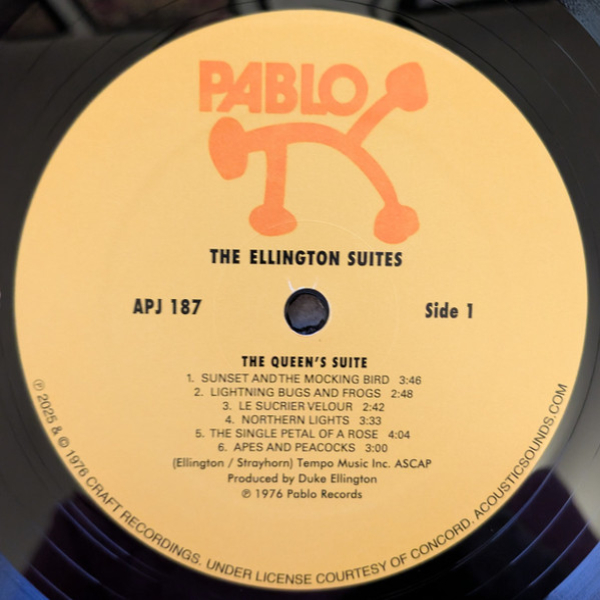 PABLO
THE ELLINGTON SUITES
APJ 187
Side 1
THE QUEEN'S SUITE
1. SUNSET AND THE MOCKING BIRD 3:46
2. LIGHTNING BUGS AND FROGS 2:48
3. LE SUCRIER VELOUR 2:42
4. NORTHERN LIGHTS 3:33
5. THE SINGLE PETAL OF A ROSE 4:04
6. APES AND PEACOCKS 3:00
(Ellington / Strayhorn) Tempo Music Inc. ASCAP
Produced by Duke Ellington
℗ 1976 Pablo Records
℗ 2025 & © 1976 CRAFT RECORDINGS. UNDER LICENSE COURTESY OF CONCORD. ACOUSTICSOUNDS.COM